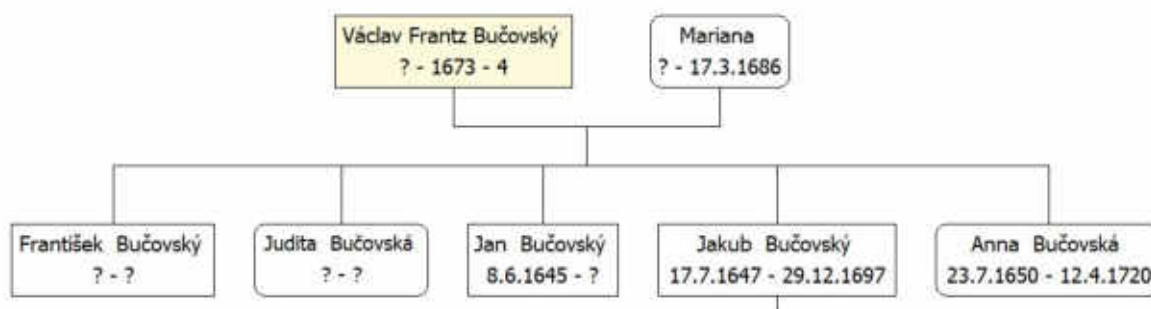 Václav Frantz Bučovský
? - 1673 - 4
Mariana
? - 17.3.1686
František Bučovský
? - ?
Judita Bučovská
? - ?
Jan Bučovský
8.6.1645 - ?
Jakub Bučovský
17.7.1647 - 29.12.1697
Anna Bučovská
23.7.1650 - 12.4.1720